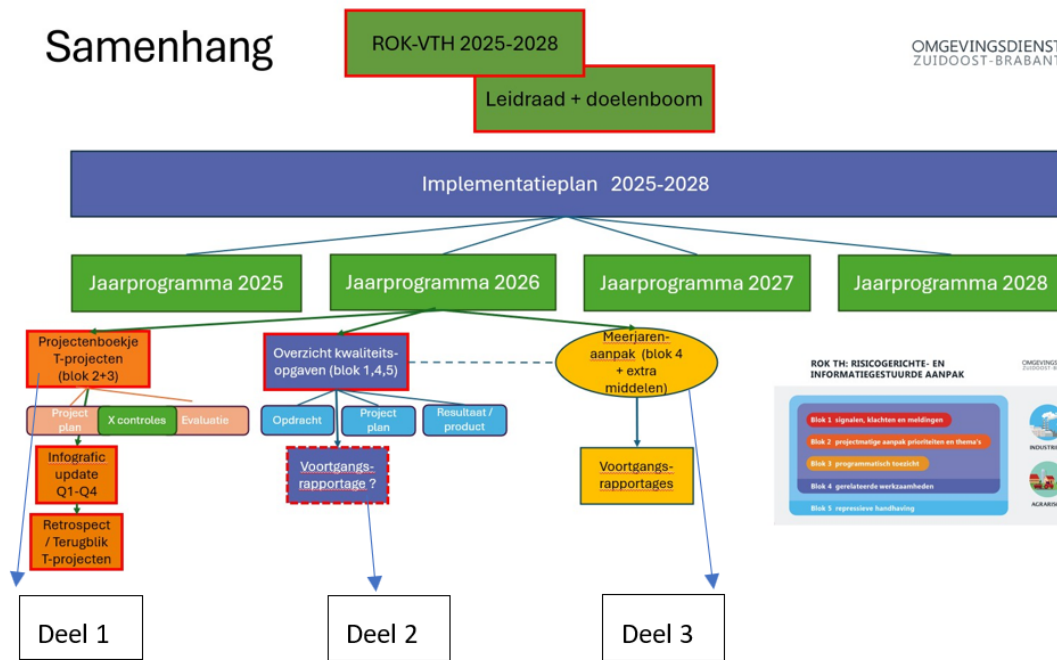 Samenhang
ROK-VTH 2025-2028
Leidraad + doelenboom
OMGEVINGSDIENST
ZUIDOOST-BRABANT
Implementatieplan 2025-2028
Jaarprogramma 2025
Jaarprogramma 2026
Jaarprogramma 2027
Jaarprogramma 2028
Projectenboekje
T-projecten
(blok 2+3)
Overzicht kwaliteits-
opgaven (blok 1,4,5)
Meerjaren-
aanpak (blok 4
+ extra
middelen)
Project
plan
X controles
Evaluatie
Opdracht
Project
plan
Resultaat /
product
Infografic
update
Q1-Q4
Voortgangs-
rapportage ?
Voortgangs-
rapportages
Retrospect
/ Terugblik
T-projecten
ROK TH: RISICOGERICHTE- EN
INFORMATIEGESTUURDE AANPAK
Blok 1 signalen, klachten en meldingen
Blok 2 projectmatige aanpak prioriteiten en thema's
Blok 3 programmatisch toezicht
Blok 4 gerelateerde werkzaamheden
Blok 5 repressieve handhaving
INDUSTRI
AGRARISC
Deel 1
Deel 2
Deel 3